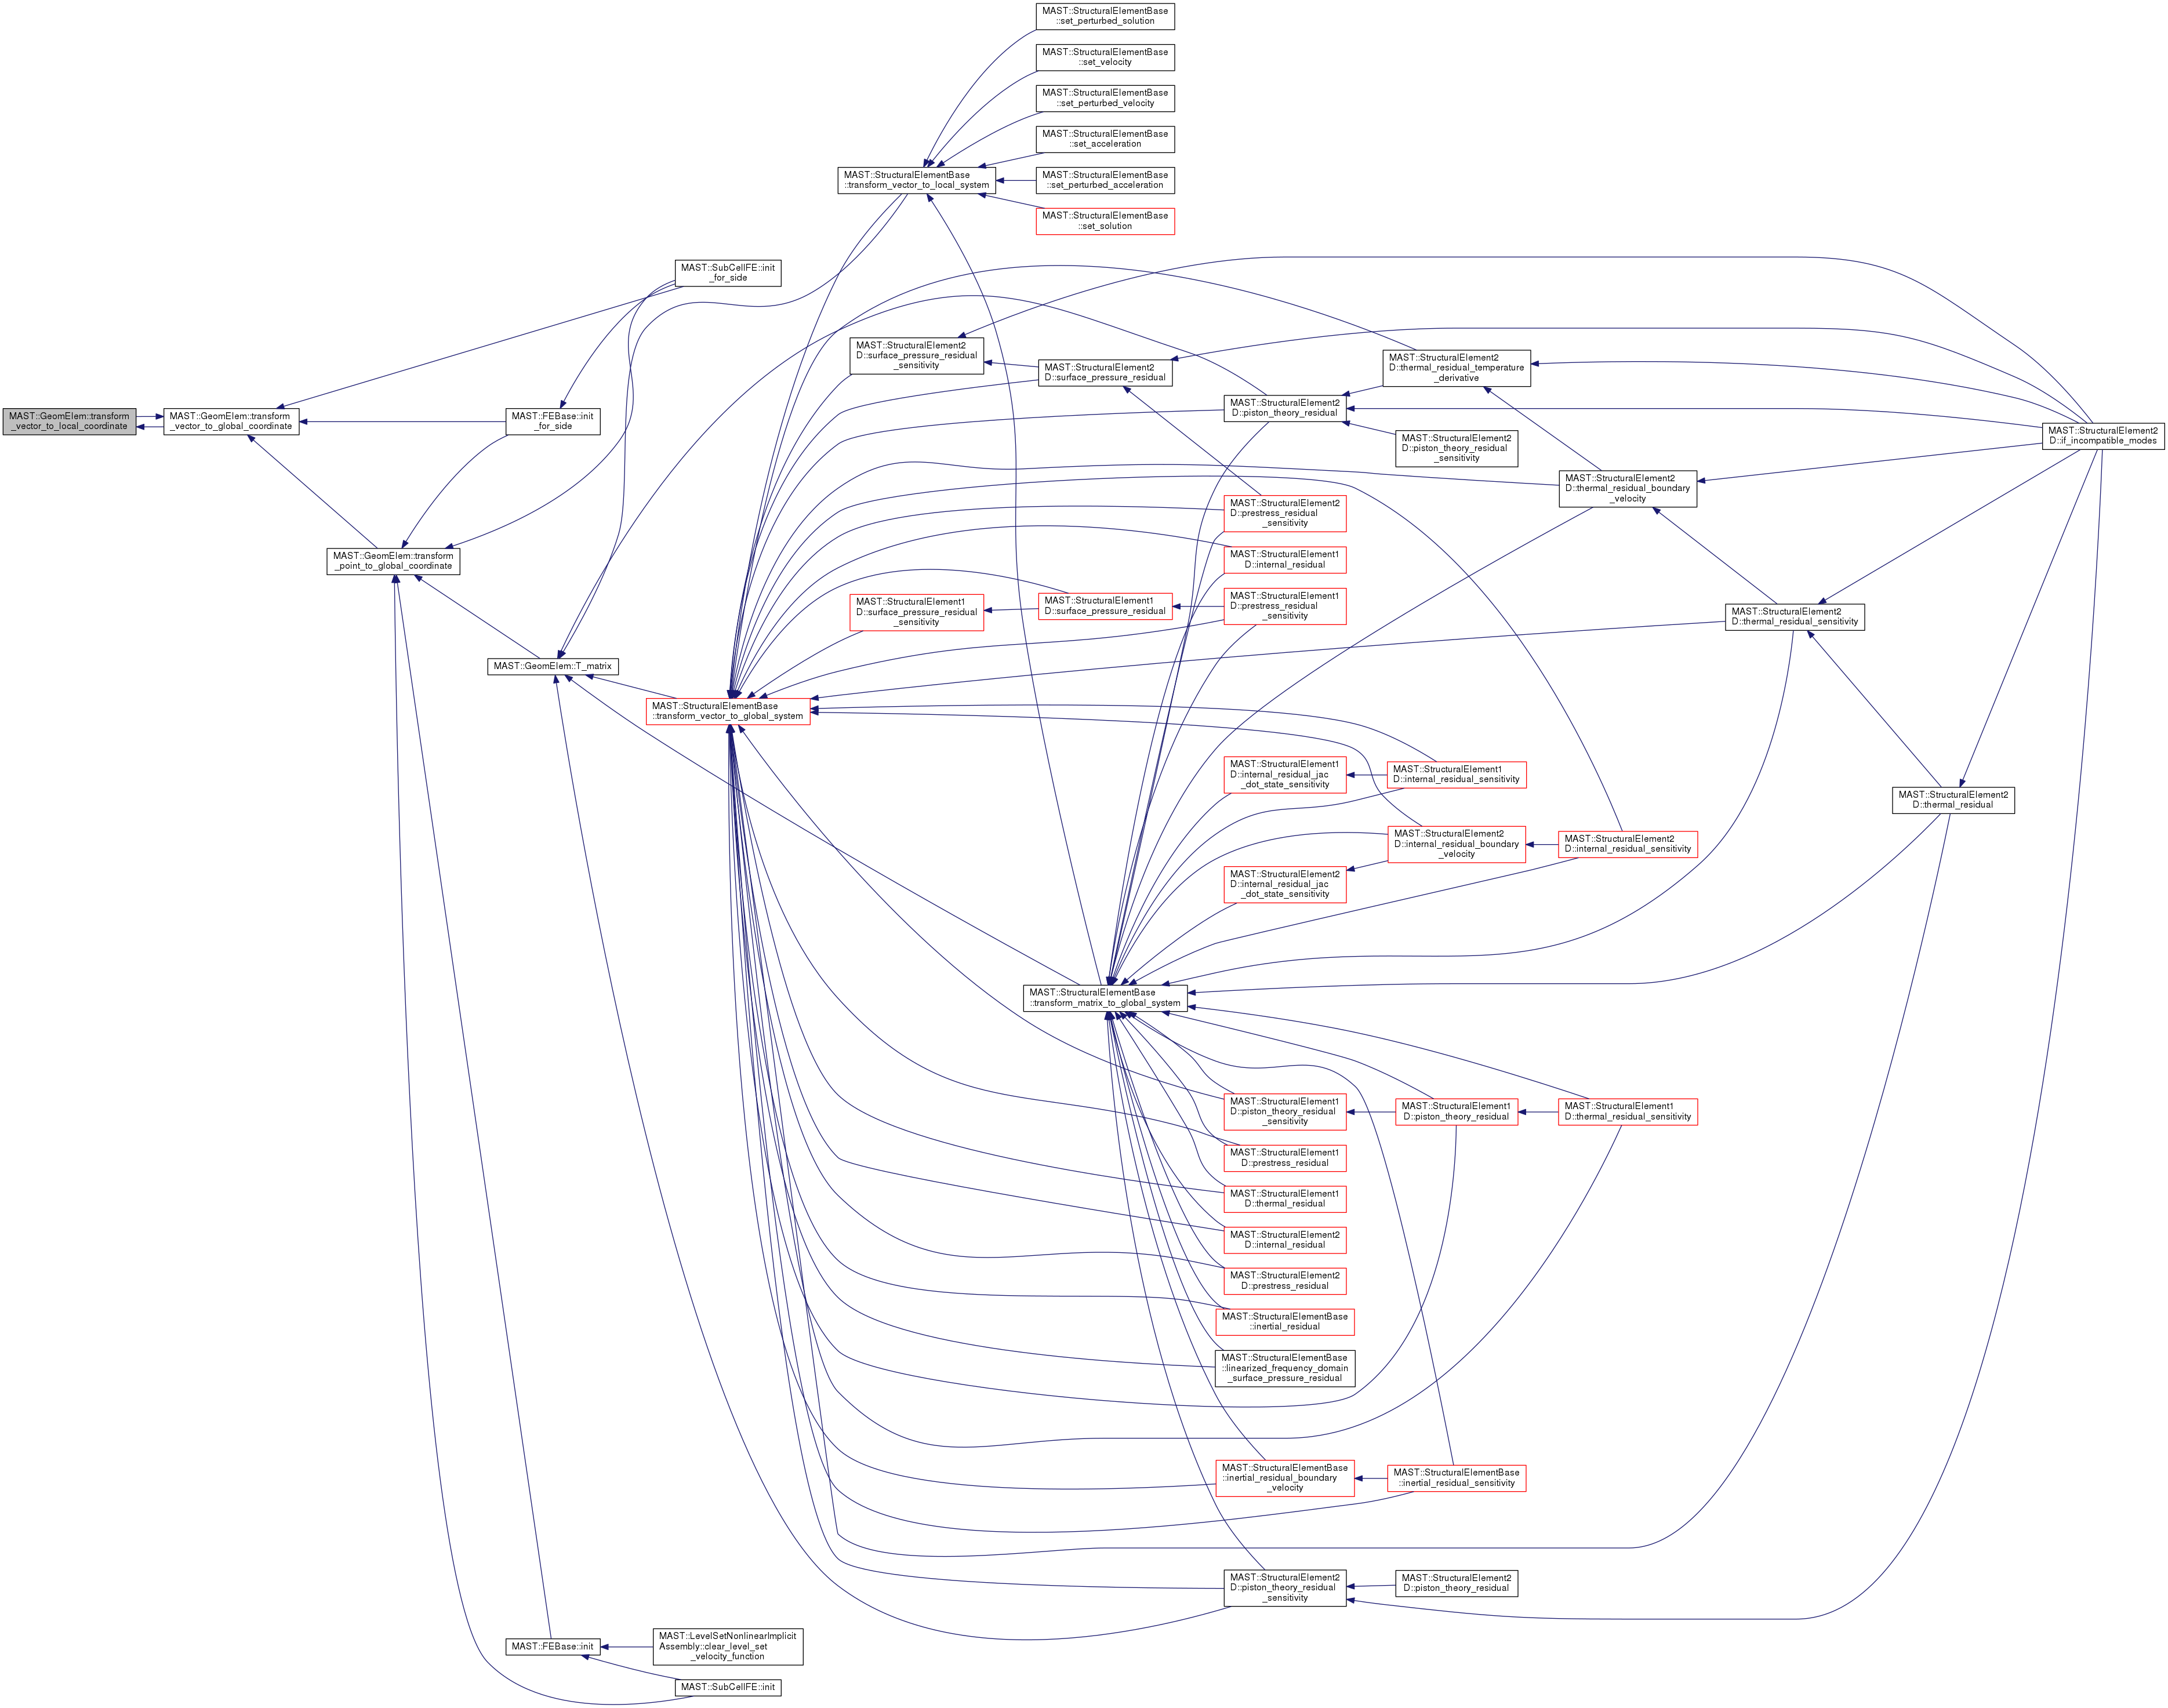 MAST::StructuralElementBase
::set_perturbed_solution
MAST::StructuralElementBase
::set_velocity
MAST::StructuralElementBase
::set_perturbed_velocity
MAST::StructuralElementBase
::set_acceleration
MAST::StructuralElementBase
::transform_vector_to_local_system
MAST::StructuralElementBase
::set_perturbed_acceleration
MAST::StructuralElementBase
::set_solution
MAST::SubCellFE::init
_for_side
MAST::StructuralElement2
D::surface_pressure_residual
_sensitivity
MAST::StructuralElement2
D::surface_pressure_residual
MAST::StructuralElement2
D::thermal_residual_temperature
_derivative
MAST::GeomElem::transform
_vector_to_local_coordinate
MAST::GeomElem::transform
_vector_to_global_coordinate
MAST::FEBase::init
_for_side
MAST::StructuralElement2
D::piston_theory_residual
MAST::StructuralElement2
D::piston_theory_residual
_sensitivity
MAST::StructuralElement2
D::if_incompatible_modes
MAST::StructuralElement2
D::thermal_residual_boundary
_velocity
MAST::StructuralElement2
D::prestress_residual
_sensitivity
MAST::GeomElem::transform
_point_to_global_coordinate
MAST::StructuralElement1
D::internal_residual
MAST::StructuralElement1
D::surface_pressure_residual
_sensitivity
MAST::StructuralElement1
D::surface_pressure_residual
MAST::StructuralElement1
D::prestress_residual
_sensitivity
MAST::StructuralElement2
D::thermal_residual_sensitivity
MAST::GeomElem::T_matrix
MAST::StructuralElementBase
::transform_vector_to_global_system
MAST::StructuralElement1
D::internal_residual_jac
_dot_state_sensitivity
MAST::StructuralElement1
D::internal_residual_sensitivity
MAST::StructuralElement2
D::thermal_residual
MAST::StructuralElement2
D::internal_residual_boundary
_velocity
MAST::StructuralElement2
D::internal_residual_sensitivity
MAST::StructuralElement2
D::internal_residual_jac
_dot_state_sensitivity
MAST::StructuralElementBase
::transform_matrix_to_global_system
MAST::StructuralElement1
D::piston_theory_residual
_sensitivity
MAST::StructuralElement1
D::piston_theory_residual
MAST::StructuralElement1
D::thermal_residual_sensitivity
MAST::StructuralElement1
D::prestress_residual
MAST::StructuralElement1
D::thermal_residual
MAST::StructuralElement2
D::internal_residual
MAST::StructuralElement2
D::prestress_residual
MAST::StructuralElementBase
::inertial_residual
MAST::StructuralElementBase
::linearized_frequency_domain
_surface_pressure_residual
MAST::StructuralElementBase
::inertial_residual_boundary
_velocity
MAST::StructuralElementBase
::inertial_residual_sensitivity
MAST::StructuralElement2
D::piston_theory_residual
_sensitivity
MAST::StructuralElement2
D::piston_theory_residual
MAST::FEBase::init
MAST::LevelSetNonlinearImplicit
Assembly::clear_level_set
_velocity_function
MAST::SubCellFE::init